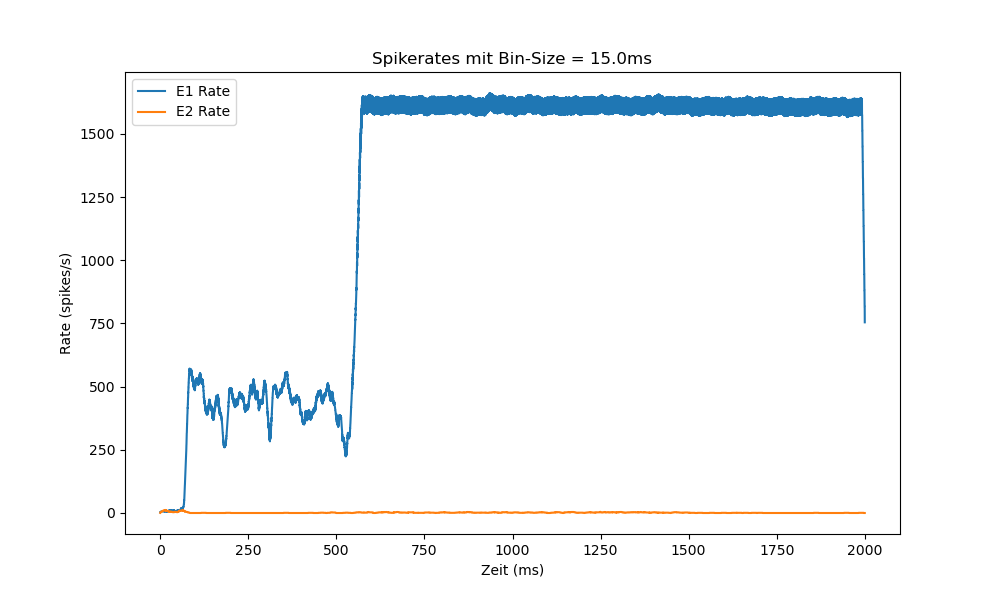 Spikerates mit Bin-Size = 15.0ms
E1 Rate
E2 Rate
Rate (spikes/s)
1500
1250
1000
750
500
250
0
0 250 500 750 1000 1250 1500 1750 2000
Zeit (ms)